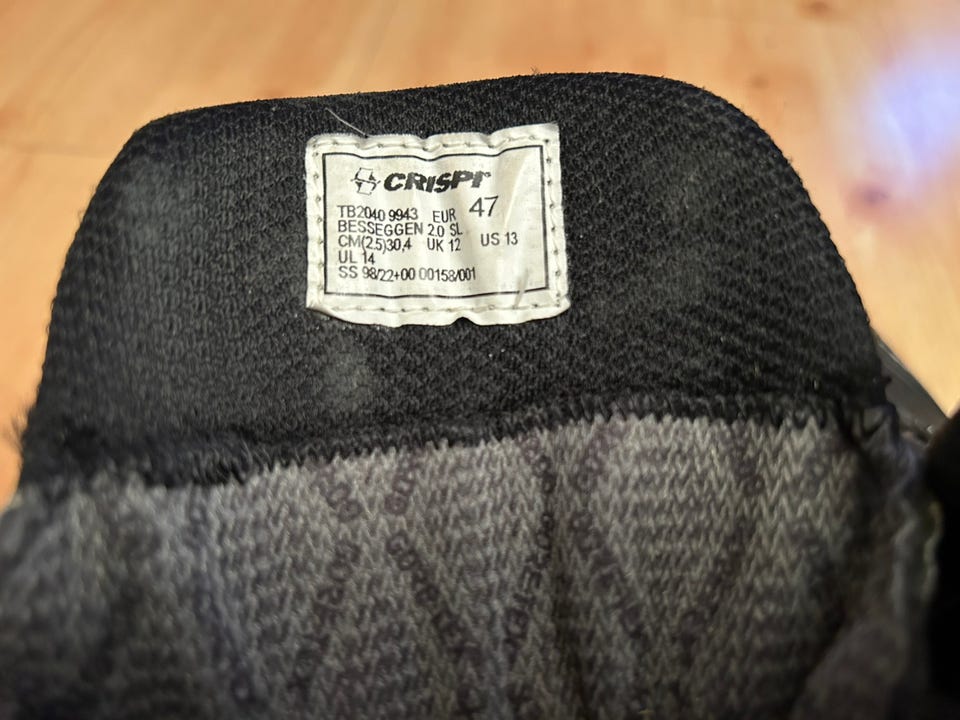 CRISPI
TB2040 9943 EUR 47
BESSEGGEN 2.0 SL
CM(2.5)30,4 UK 12 US 13
UL 14
SS 98/22+00 00158/001